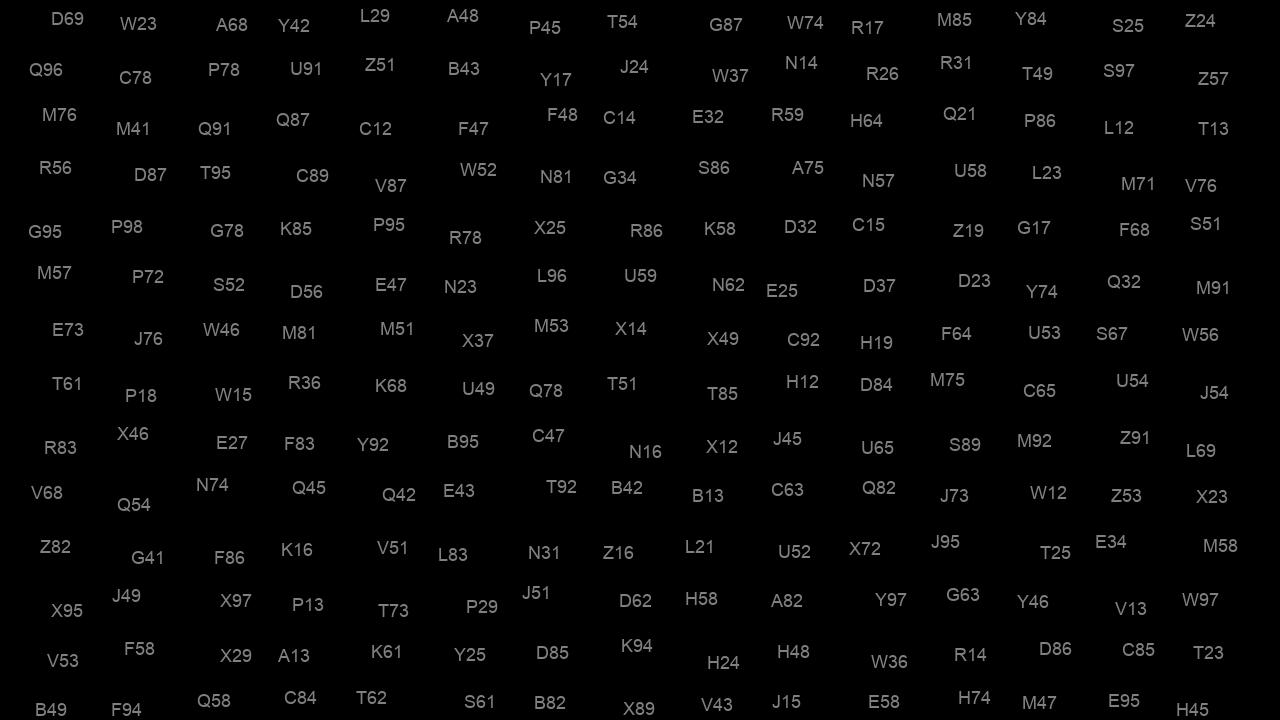 D69 W23 A68 Y42 L29 A48 P45 T54 G87 W74 R17 M85 Y84 S25 Z24
Q96 C78 P78 U91 Z51 B43 Y17 J24 W37 N14 R26 R31 T49 S97 Z57
M76 M41 Q91 Q87 C12 F47 F48 C14 E32 R59 H64 Q21 P86 L12 T13
R56 D87 T95 C89 V87 W52 N81 G34 S86 A75 N57 U58 L23 M71 V76
G95 P98 G78 K85 P95 R78 X25 R86 K58 D32 C15 Z19 G17 F68 S51
M57 P72 S52 D56 E47 N23 L96 U59 N62 E25 D37 D23 Y74 Q32 M91
E73 J76 W46 M81 M51 X37 M53 X14 X49 C92 H19 F64 U53 S67 W56
T61 P18 W15 R36 K68 U49 Q78 T51 T85 H12 D84 M75 C65 U54 J54
R83 X46 E27 F83 Y92 B95 C47 N16 X12 J45 U65 S89 M92 Z91 L69
V68 Q54 N74 Q45 Q42 E43 T92 B42 B13 C63 Q82 J73 W12 Z53 X23
Z82 G41 F86 K16 V51 L83 N31 Z16 L21 U52 X72 J95 T25 E34 M58
X95 J49 X97 P13 T73 P29 J51 D62 H58 A82 Y97 G63 Y46 V13 W97
V53 F58 X29 A13 K61 Y25 D85 K94 H24 H48 W36 R14 D86 C85 T23
B49 F94 Q58 C84 T62 S61 B82 X89 V43 J15 E58 H74 M47 E95 H45